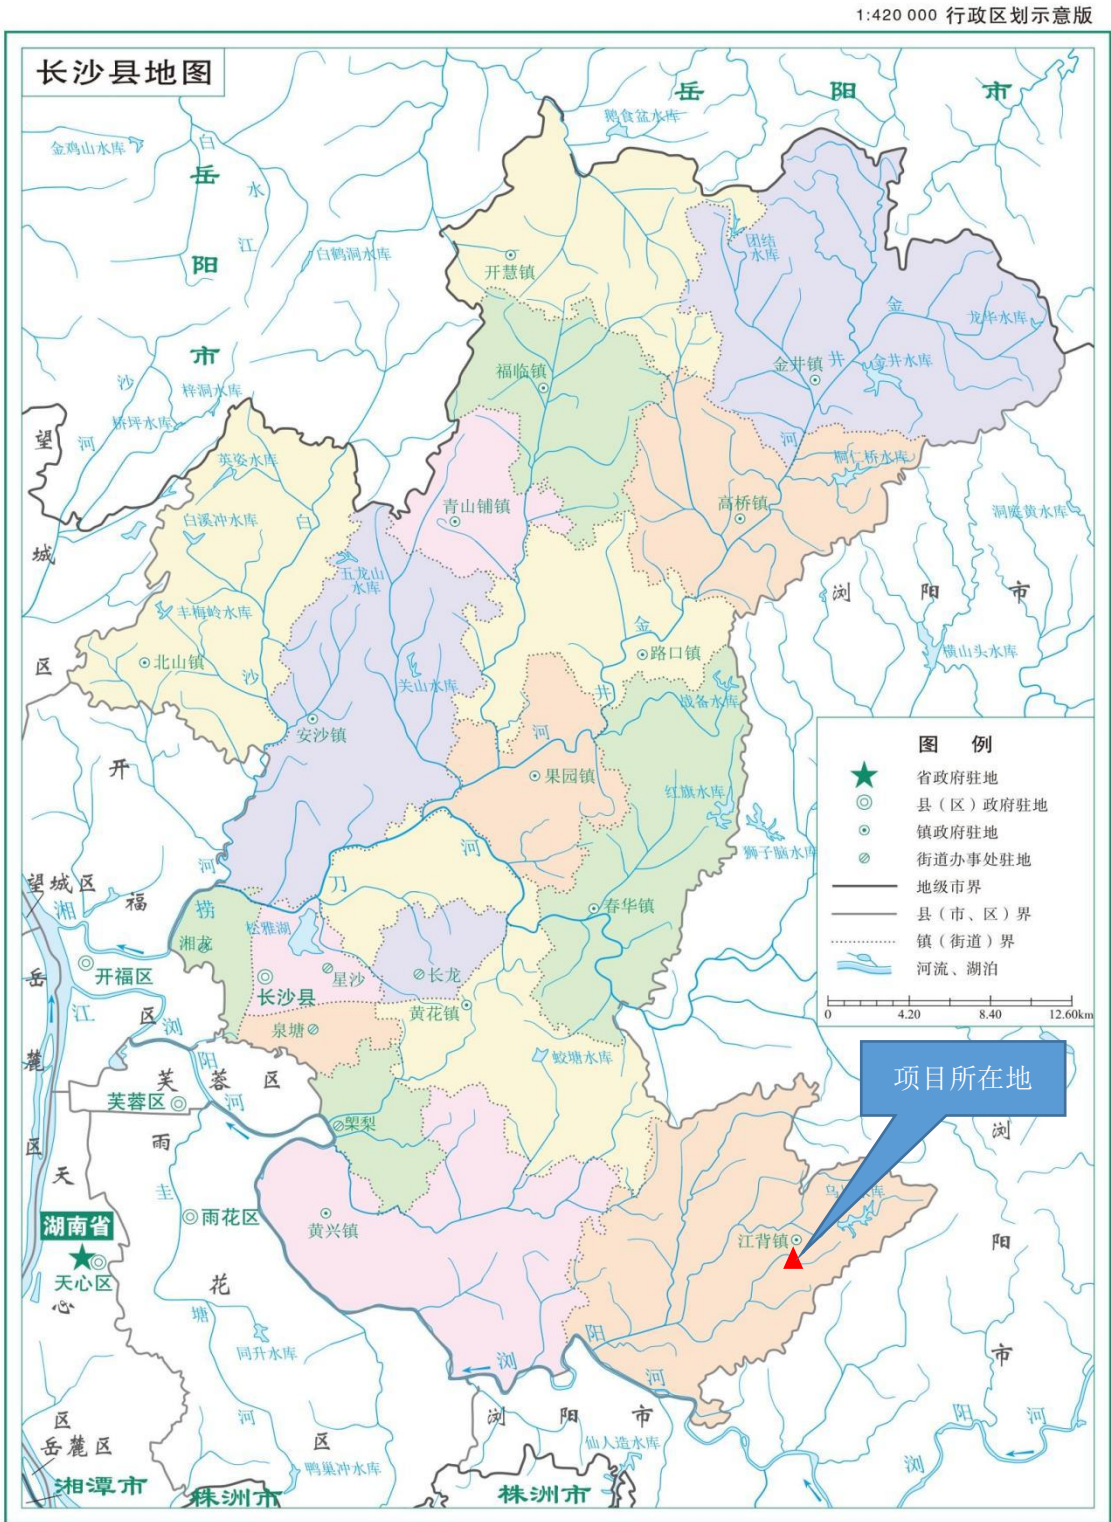 1:420 000 行政区划示意版
长沙县地图
岳 阳 市
鹅食盆水库
金鸡山水库
白 水 江
岳 阳 市
白鹤洞水库
团结
水库
开慧镇
金
龙华水库
福临镇
金井镇
井
金井水库
沙 河
梓洞水库
桥坪水库
望 城 区
英姿水库
河
桐仁桥水库
白溪冲水库
白
青山铺镇
高桥镇
洞庭黄水库
五龙山
水库
浏 阳 市
丰梅岭水库
金
横山头水库
北山镇
沙
关山水库
路口镇
井
战备水库
安沙镇
河
图 例
省政府驻地
县（区）政府驻地
镇政府驻地
街道办事处驻地
地级市界
县（市、区）界
镇（街道）界
河流、湖泊
0 4.20 8.40 12.60km
开 福 区
果园镇
红旗水库
狮子脑水库
河
河
望城区
刀
春华镇
湘 江
捞
松雅湖
湘龙
开福区
星沙
长龙
长沙县
黄花镇
岳 麓 区
浏 阳 河
泉塘
蛟塘水库
芙 蓉 区
芙蓉区
项目所在地
㮾梨
雨 花 区
天 心 区
圭 塘 河
浏 阳 市
湖南省
雨花区
黄兴镇
江背镇
天心区
同升水库
浏 阳 河
浏 阳 市
岳麓区
仙人造水库
浏 阳 河
鸭巢冲水库
湘潭市
株洲市
株洲市